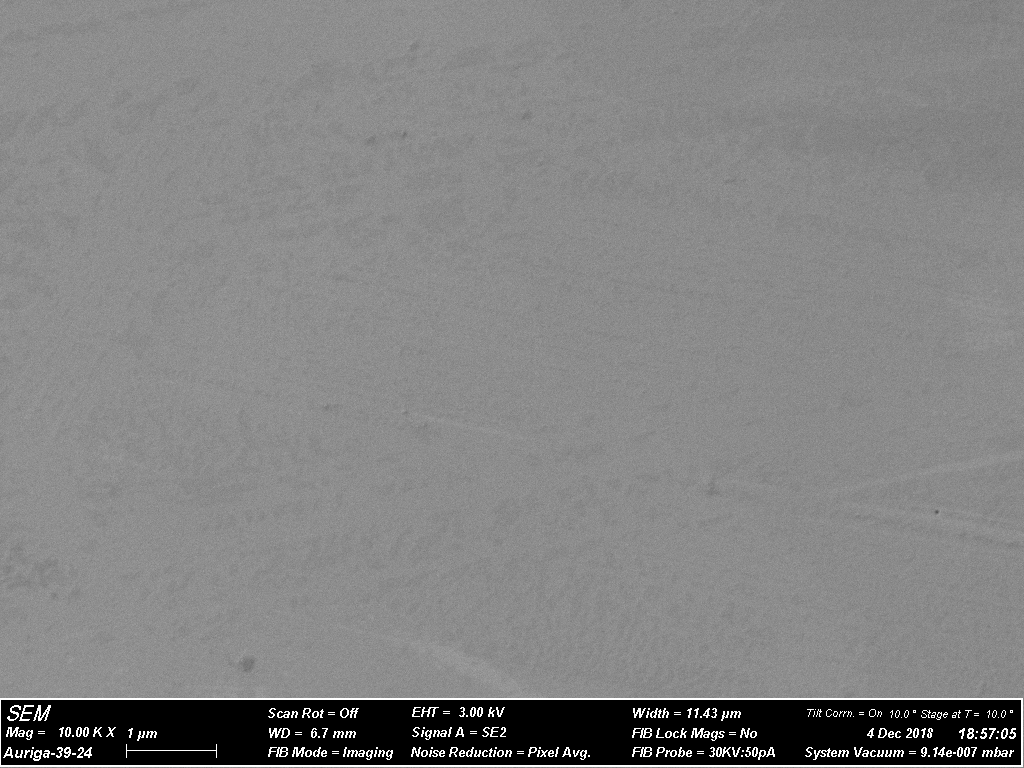 SEM
Mag = 10.00 K X 1 µm
Auriga-39-24
Scan Rot = Off
WD = 6.7 mm
FIB Mode = Imaging
EHT = 3.00 kV
Signal A = SE2
Noise Reduction = Pixel Avg.
Width = 11.43 µm
FIB Lock Mags = No
FIB Probe = 30KV:50pA
Tilt Corrn. = On 10.0 ° Stage at T = 10.0 °
4 Dec 2018 18:57:05
System Vacuum = 9.14e-007 mbar